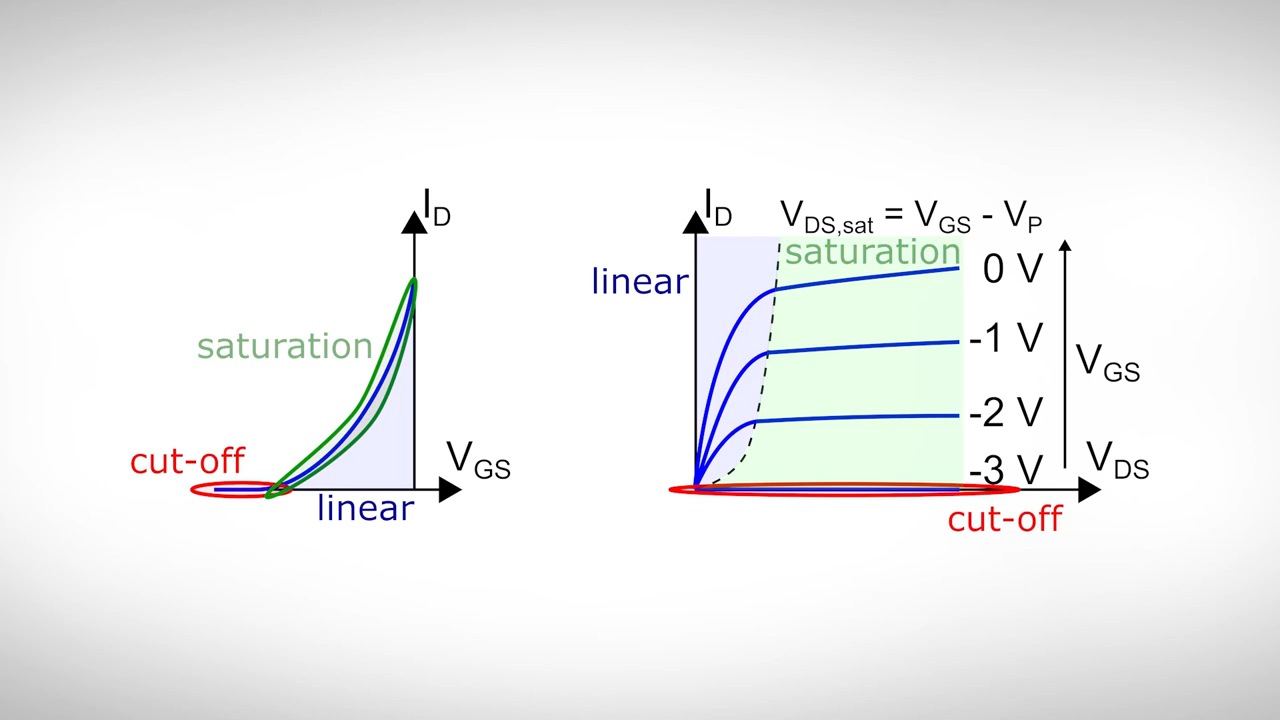 I_D
saturation
cut-off
V_GS
linear
I_D
V_DS,sat = V_GS - V_P
saturation
linear
0 V
-1 V
V_GS
-2 V
-3 V
V_DS
cut-off